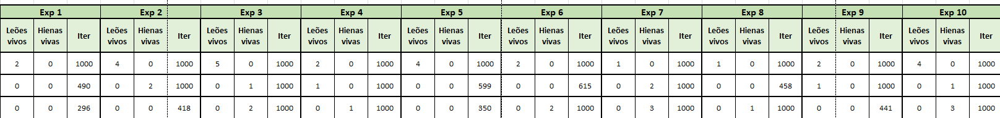 Exp 1 Exp 2 Exp 3 Exp 4 Exp 5 Exp 6 Exp 7 Exp 8 Exp 9 Exp 10
Leões vivos Hienas vivas Iter Leões vivos Hienas vivas Iter Leões vivos Hienas vivas Iter Leões vivos Hienas vivas Iter Leões vivos Hienas vivas Iter Leões vivos Hienas vivas Iter Leões vivos Hienas vivas Iter Leões vivos Hienas vivas Iter Leões vivos Hienas vivas Iter Leões vivos Hienas vivas Iter
2 0 1000 4 0 1000 5 0 1000 2 0 1000 4 0 1000 2 0 1000 1 0 1000 1 0 1000 2 0 1000 4 0 1000
0 0 490 0 2 1000 0 1 1000 1 0 1000 0 0 599 0 0 615 0 2 1000 0 0 458 1 0 1000 0 1 1000
0 0 296 0 0 418 0 2 1000 0 1 1000 0 0 350 0 2 1000 0 3 1000 0 1 1000 0 0 441 0 3 1000